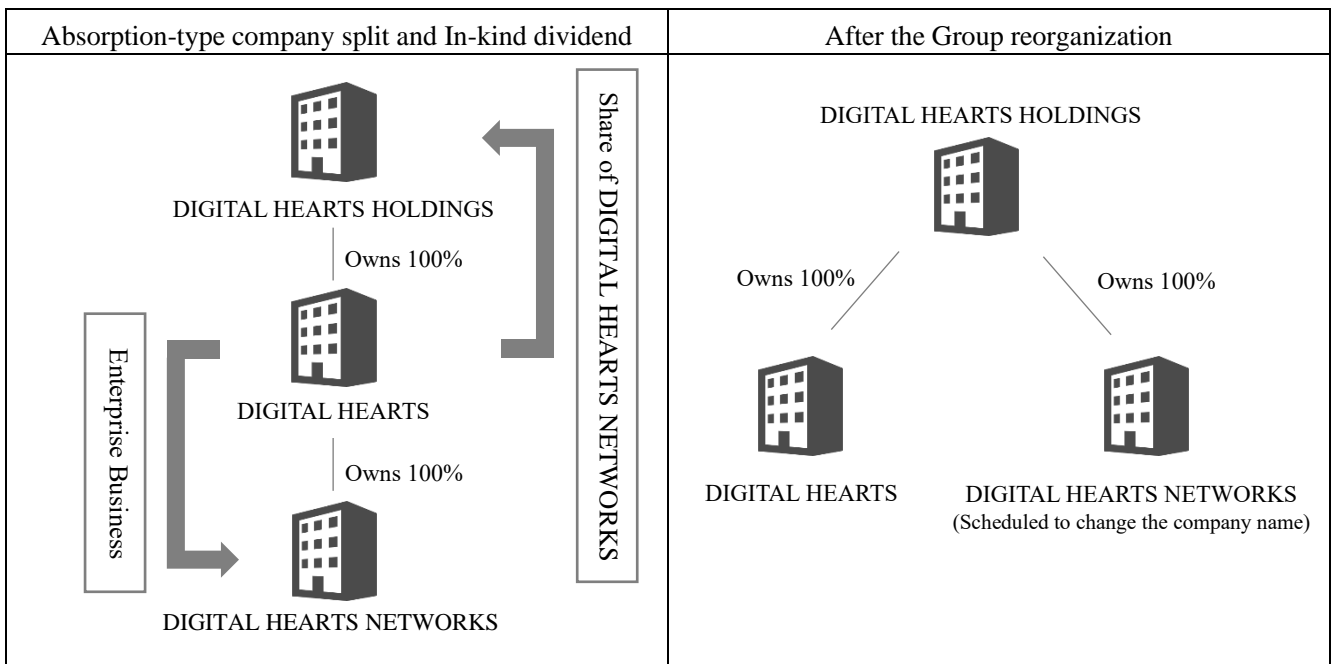 Absorption-type company split and In-kind dividend
After the Group reorganization
DIGITAL HEARTS HOLDINGS
Owns 100%
DIGITAL HEARTS
Owns 100%
DIGITAL HEARTS NETWORKS
Enterprise Business
Share of DIGITAL HEARTS NETWORKS
DIGITAL HEARTS HOLDINGS
Owns 100%
Owns 100%
DIGITAL HEARTS
DIGITAL HEARTS NETWORKS
(Scheduled to change the company name)